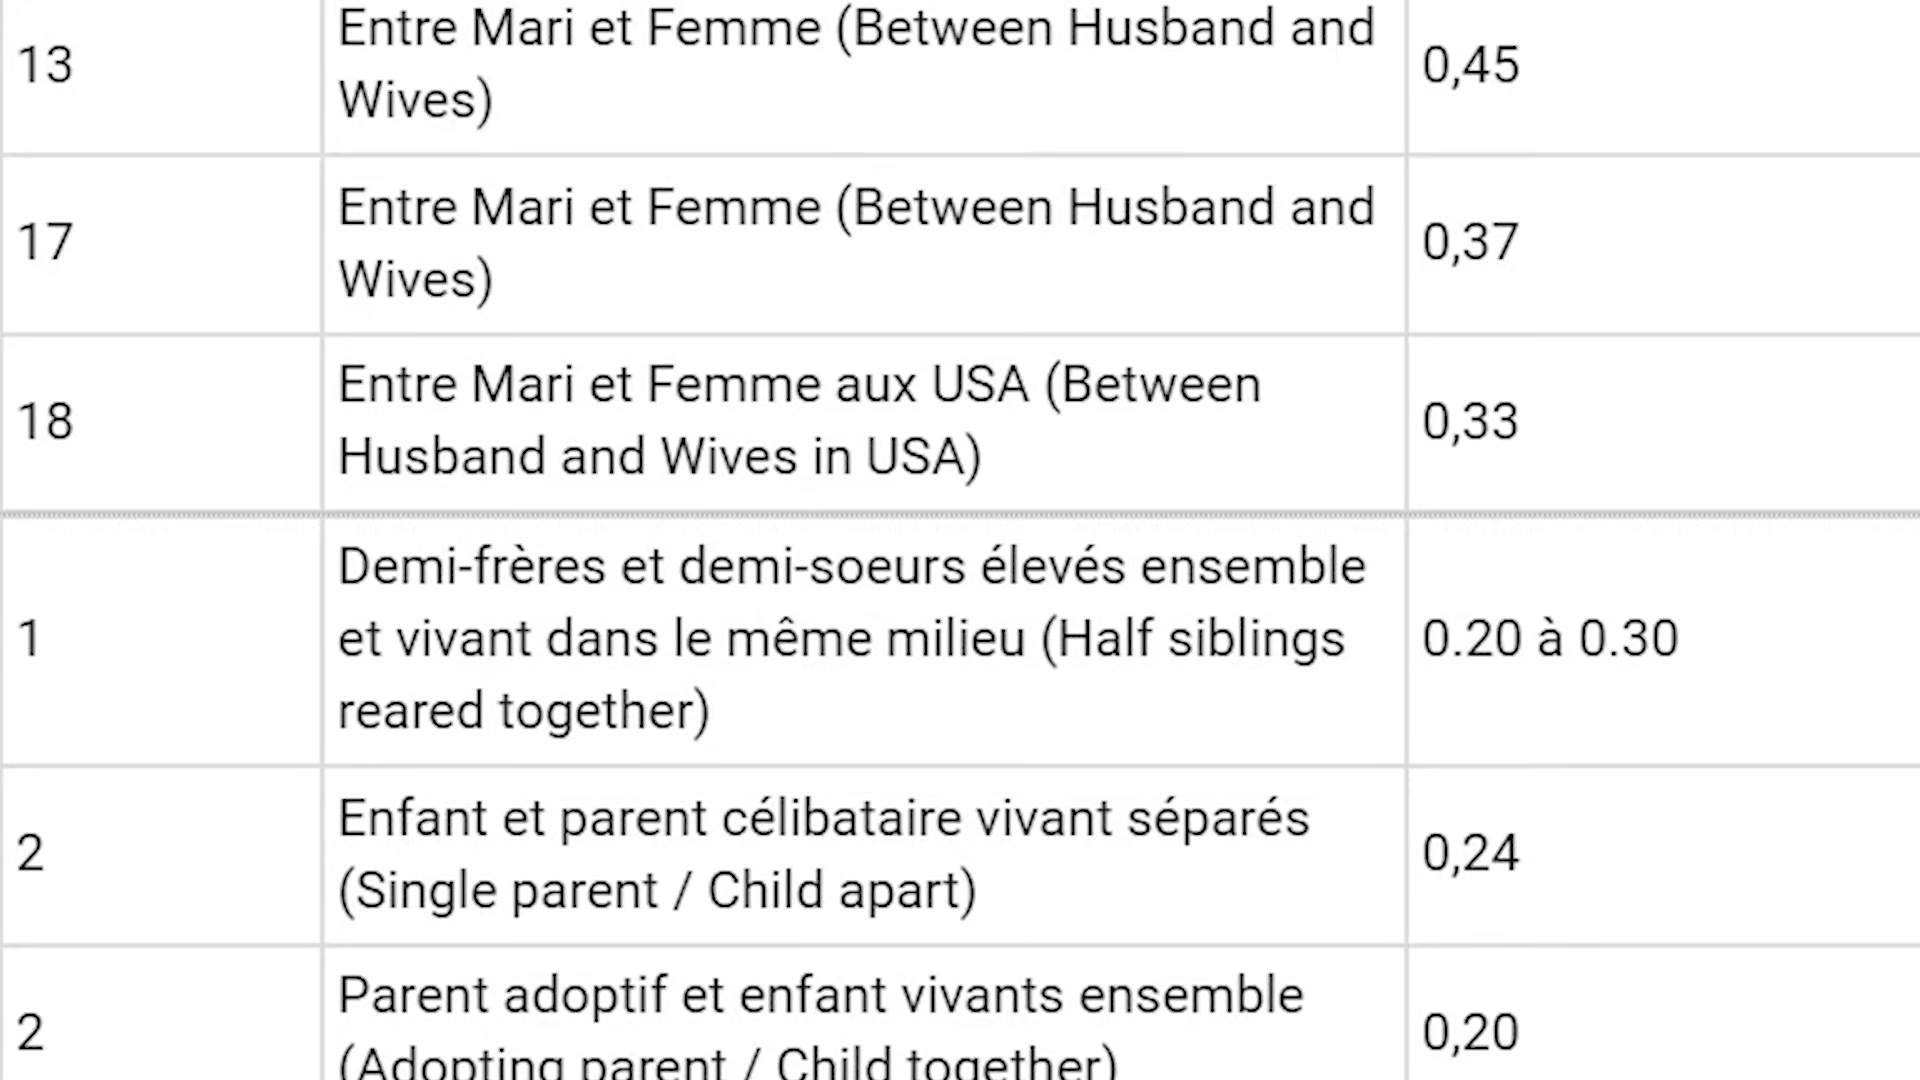 13
Entre Mari et Femme (Between Husband and
Wives)
0,45
17
Entre Mari et Femme (Between Husband and
Wives)
0,37
18
Entre Mari et Femme aux USA (Between
Husband and Wives in USA)
0,33
1
Demi-frères et demi-soeurs élevés ensemble
et vivant dans le même milieu (Half siblings
reared together)
0.20 à 0.30
2
Enfant et parent célibataire vivant séparés
(Single parent / Child apart)
0,24
2
Parent adoptif et enfant vivants ensemble
(Adopting parent / Child together)
0,20